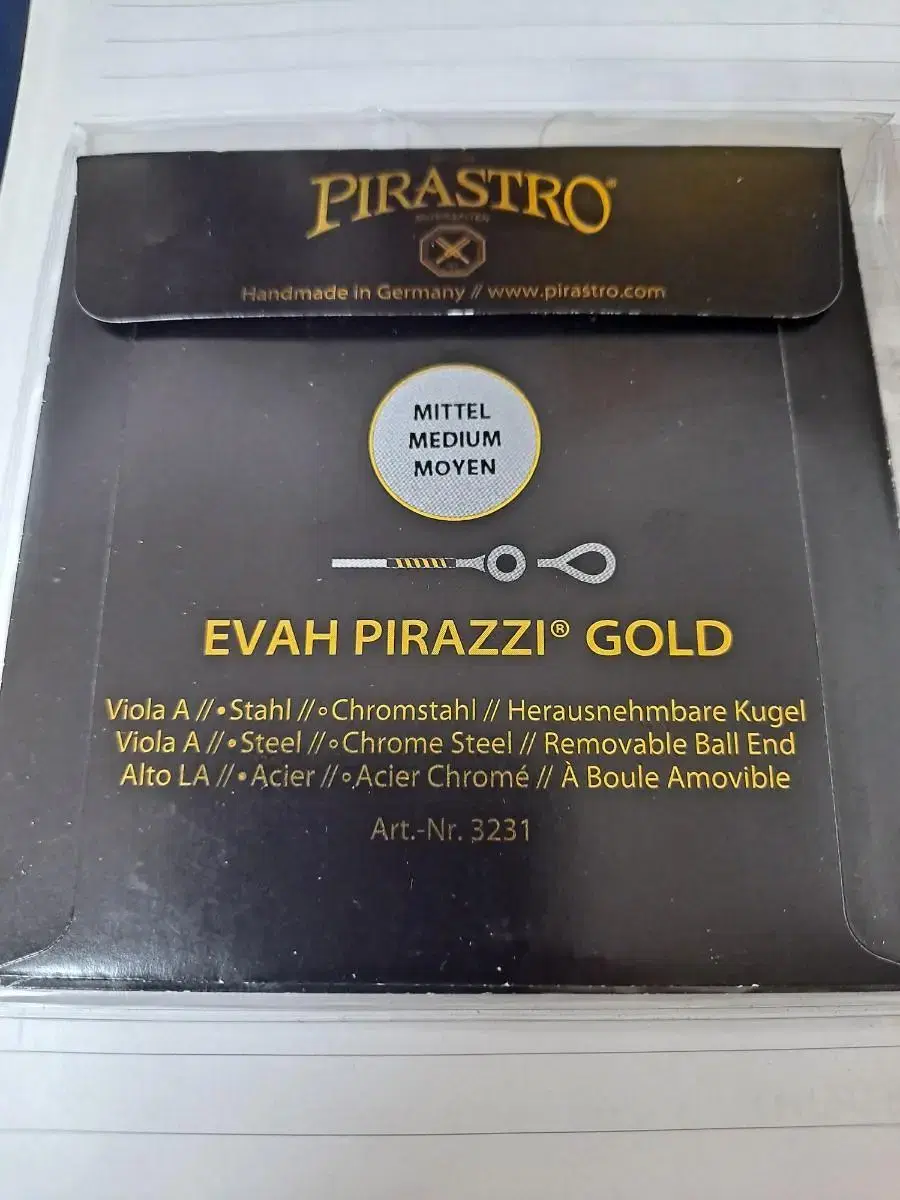 PIRASTRO®
Handmade in Germany // www.pirastro.com
MITTEL
MEDIUM
MOYEN
EVAH PIRAZZI® GOLD
Viola A // •Stahl // ◦Chromstahl // Herausnehmbare Kugel
Viola A // •Steel // ◦Chrome Steel // Removable Ball End
Alto LA // •Acier // ◦Acier Chromé // À Boule Amovible
Art.-Nr. 3231